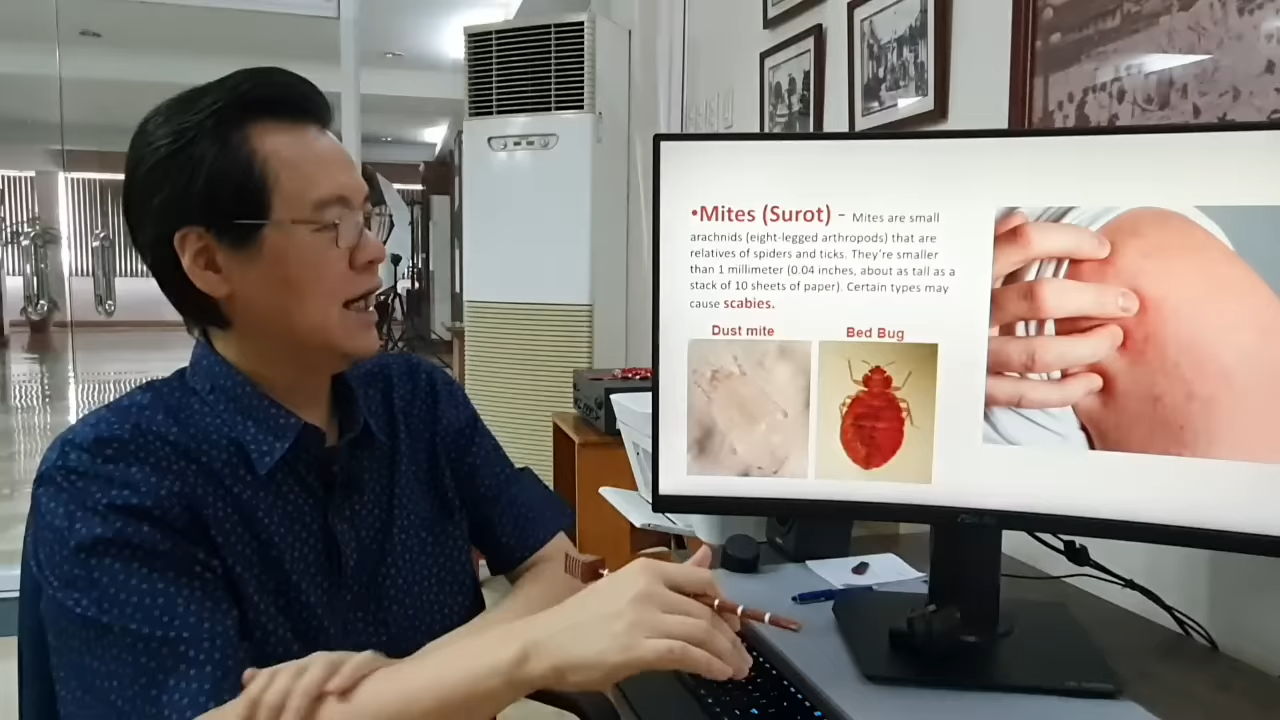 •Mites (Surot) - Mites are small
arachnids (eight-legged arthropods) that are
relatives of spiders and ticks. They're smaller
than 1 millimeter (0.04 inches, about as tall as a
stack of 10 sheets of paper). Certain types may
cause scabies.
Dust mite
Bed Bug
ASUS